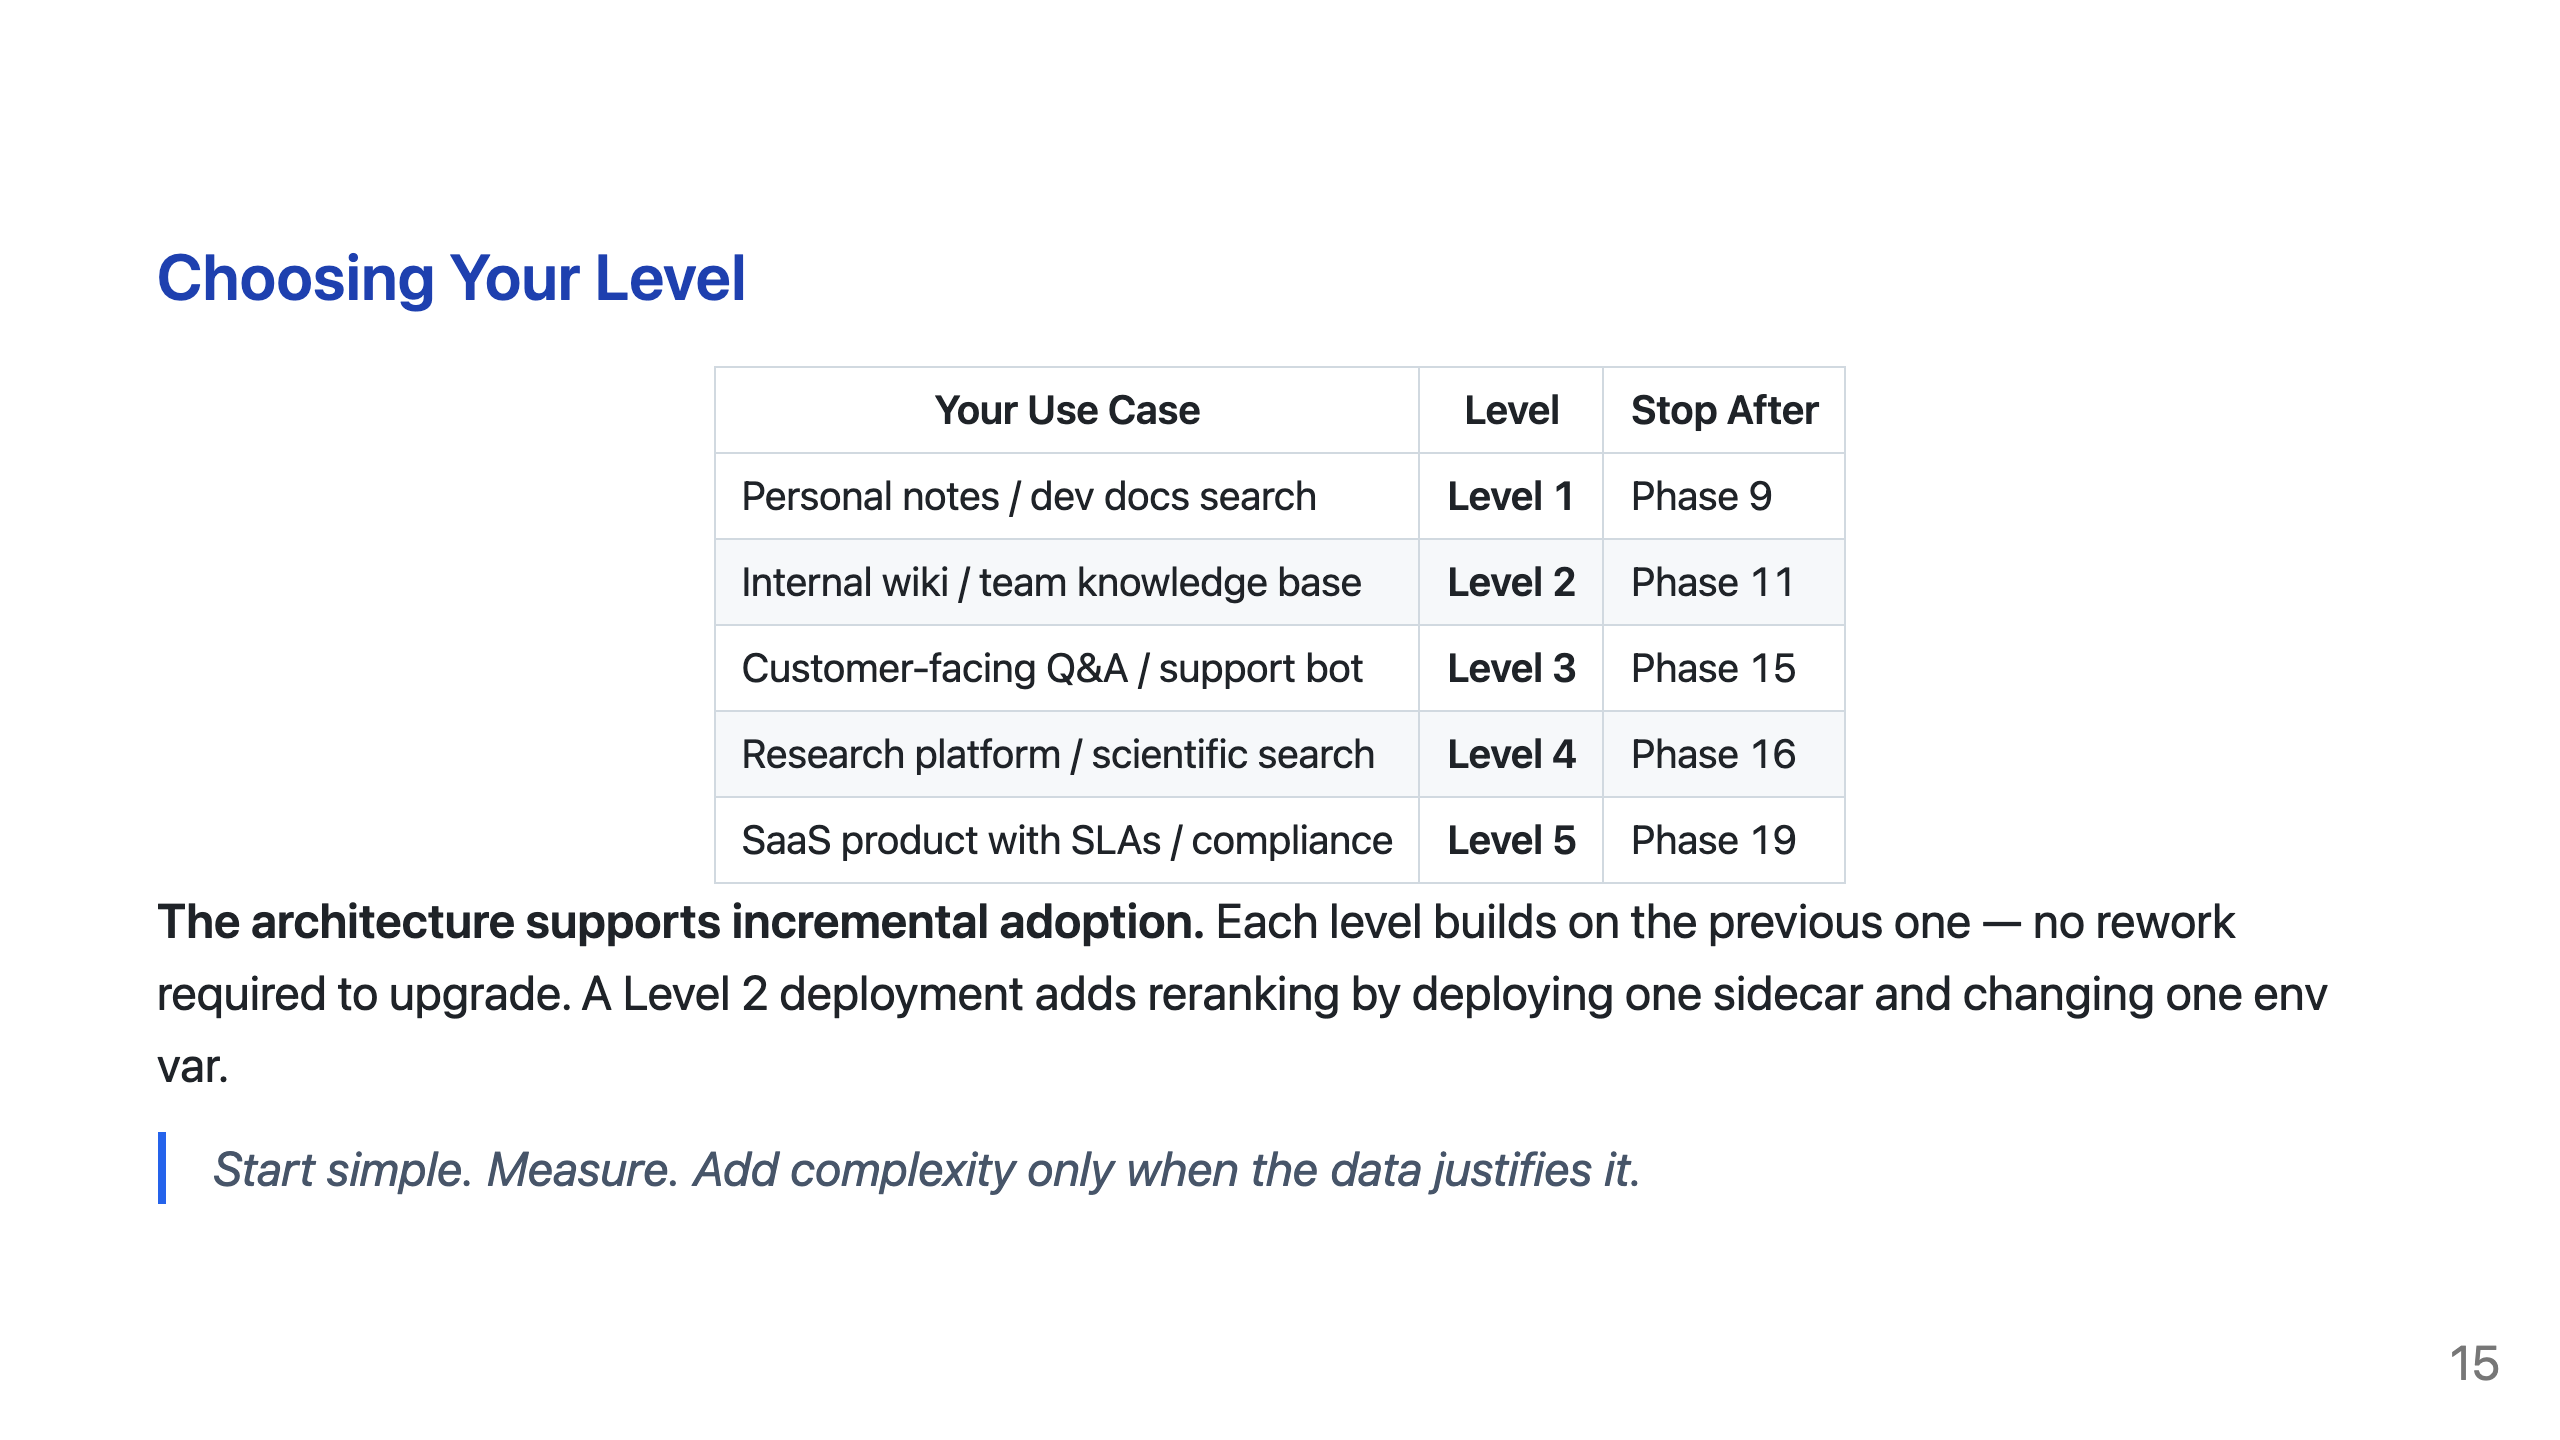 Choosing Your Level
Your Use Case Level Stop After
Personal notes / dev docs search Level 1 Phase 9
Internal wiki / team knowledge base Level 2 Phase 11
Customer-facing Q&A / support bot Level 3 Phase 15
Research platform / scientific search Level 4 Phase 16
SaaS product with SLAs / compliance Level 5 Phase 19
The architecture supports incremental adoption. Each level builds on the previous one — no rework
required to upgrade. A Level 2 deployment adds reranking by deploying one sidecar and changing one env
var.
Start simple. Measure. Add complexity only when the data justifies it.
15